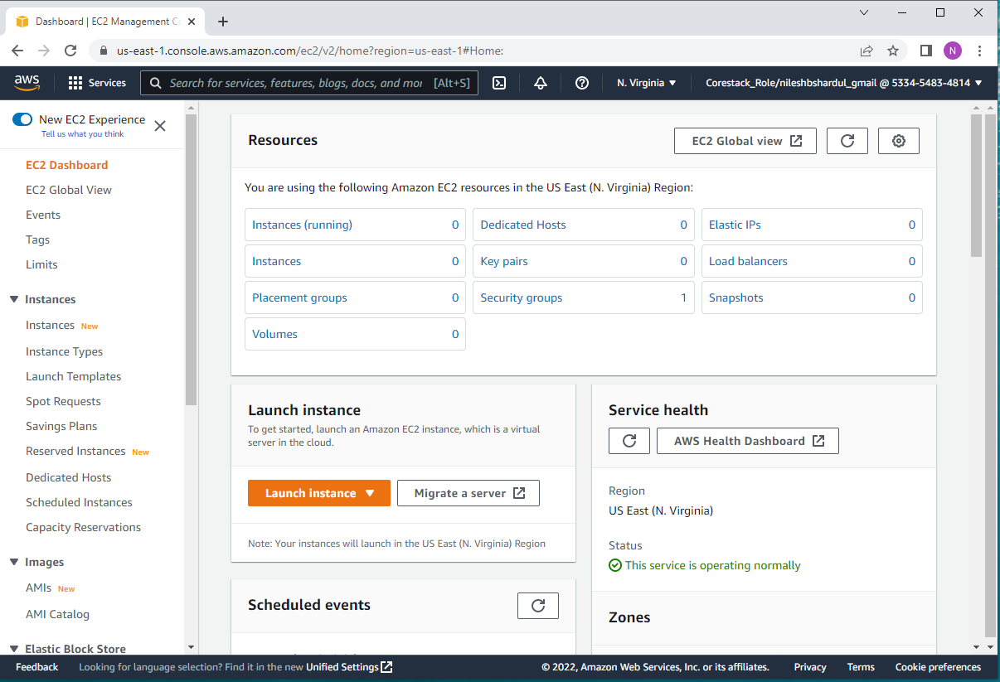 Dashboard | EC2 Management C
us-east-1.console.aws.amazon.com/ec2/v2/home?region=us-east-1#Home:
N
aws
Services
Search for services, features, blogs, docs, and mor [Alt+S]
N. Virginia
Corestack_Role/nileshbshardul_gmail @ 5334-5483-4814
New EC2 Experience
Tell us what you think
EC2 Dashboard
EC2 Global View
Events
Tags
Limits
Instances
Instances New
Instance Types
Launch Templates
Spot Requests
Savings Plans
Reserved Instances New
Dedicated Hosts
Scheduled Instances
Capacity Reservations
Images
AMIs New
AMI Catalog
Elastic Block Store
Resources
EC2 Global view
You are using the following Amazon EC2 resources in the US East (N. Virginia) Region:
Instances (running) 0
Dedicated Hosts 0
Elastic IPs 0
Instances 0
Key pairs 0
Load balancers 0
Placement groups 0
Security groups 1
Snapshots 0
Volumes 0
Launch instance
To get started, launch an Amazon EC2 instance, which is a virtual
server in the cloud.
Launch instance
Migrate a server
Note: Your instances will launch in the US East (N. Virginia) Region
Scheduled events
Service health
AWS Health Dashboard
Region
US East (N. Virginia)
Status
This service is operating normally
Zones
Feedback
Looking for language selection? Find it in the new Unified Settings
© 2022, Amazon Web Services, Inc. or its affiliates.
Privacy
Terms
Cookie preferences